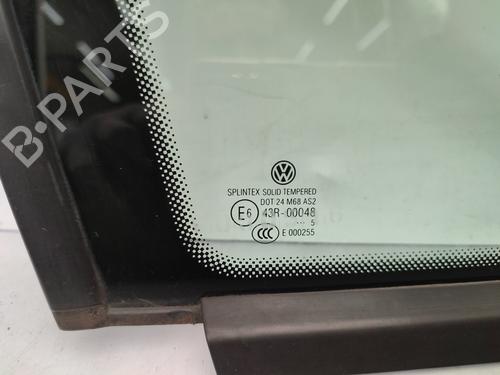 B-PARTS
SPLINTEX SOLID TEMPERED
DOT 24 M68 AS2
E6 43R-00048
... 5
CCC E 000255